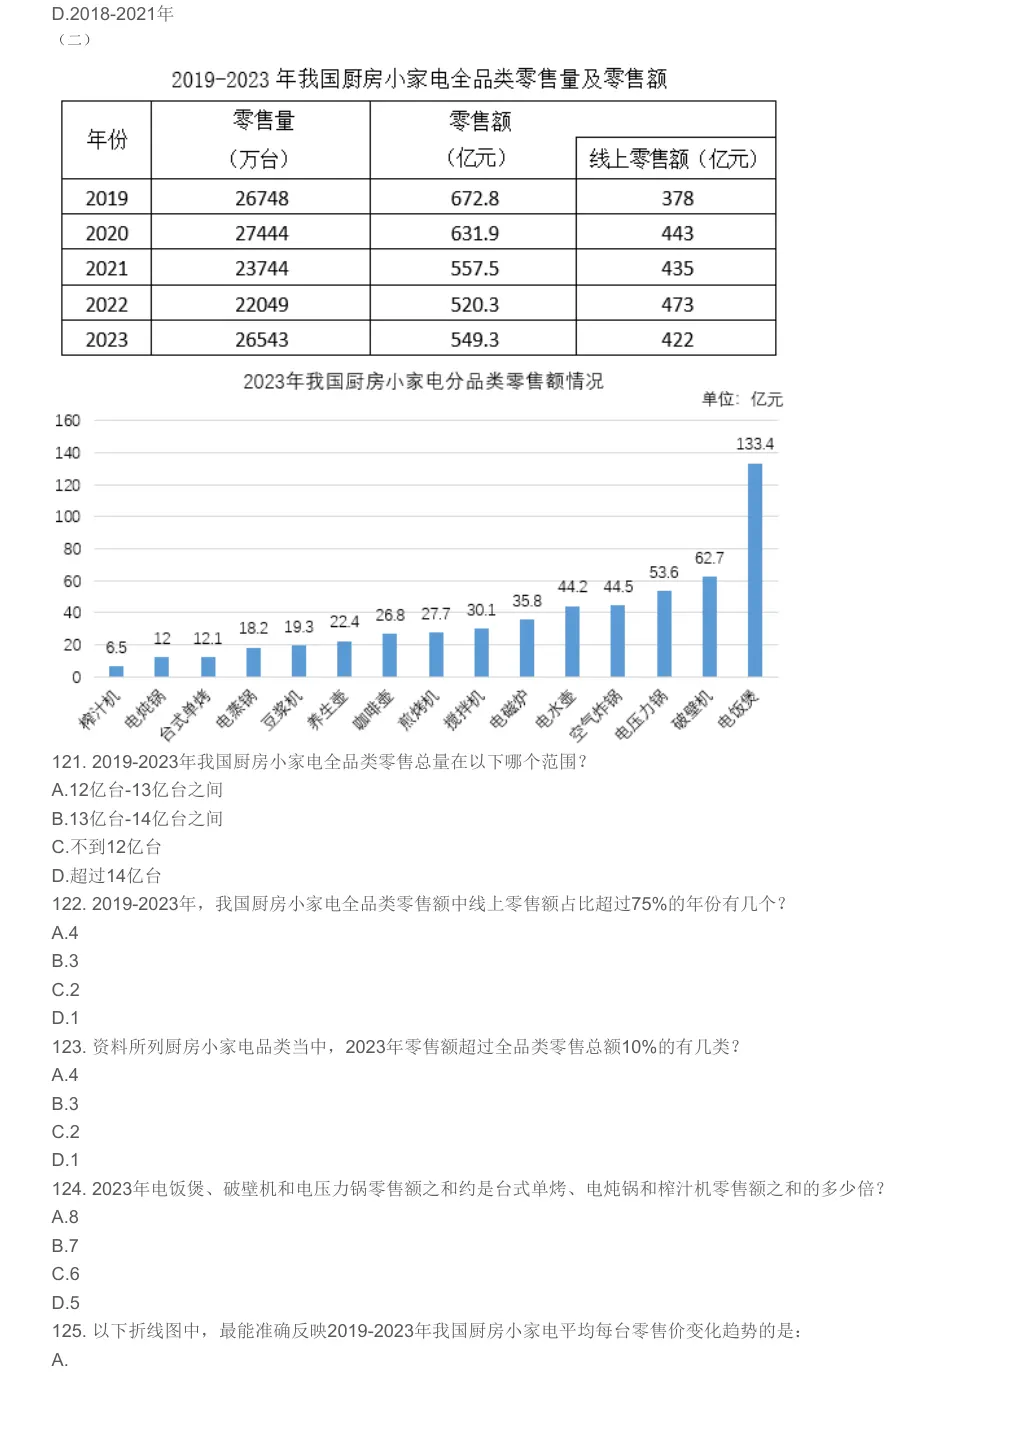 D.2018-2021年
（二）
2019-2023 年我国厨房小家电全品类零售量及零售额
年份 零售量（万台） 零售额（亿元） 线上零售额（亿元）
2019 26748 672.8 378
2020 27444 631.9 443
2021 23744 557.5 435
2022 22049 520.3 473
2023 26543 549.3 422
2023年我国厨房小家电分品类零售额情况
单位：亿元
160
140
120
100
80
60
40
20
0
6.5 12 12.1 18.2 19.3 22.4 26.8 27.7 30.1 35.8 44.2 44.5 53.6 62.7 133.4
榨汁机 电炖锅 台式单烤 电蒸锅 豆浆机 养生壶 咖啡壶 煎烤机 搅拌机 电磁炉 电水壶 空气炸锅 电压力锅 破壁机 电饭煲
121. 2019-2023年我国厨房小家电全品类零售总量在以下哪个范围？
A.12亿台-13亿台之间
B.13亿台-14亿台之间
C.不到12亿台
D.超过14亿台
122. 2019-2023年，我国厨房小家电全品类零售额中线上零售额占比超过75%的年份有几个？
A.4
B.3
C.2
D.1
123. 资料所列厨房小家电品类当中，2023年零售额超过全品类零售总额10%的有几类？
A.4
B.3
C.2
D.1
124. 2023年电饭煲、破壁机和电压力锅零售额之和约是台式单烤、电炖锅和榨汁机零售额之和的多少倍？
A.8
B.7
C.6
D.5
125. 以下折线图中，最能准确反映2019-2023年我国厨房小家电平均每台零售价变化趋势的是：
A.